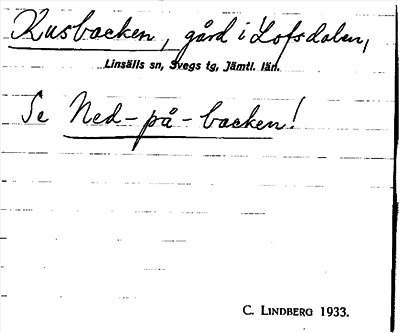 Kusbacken, gård i Lofsdalen,
Linsälls sn, Svegs tg, Jämtl. län.
Se Ned-på-backen!
C. LINDBERG 1933.